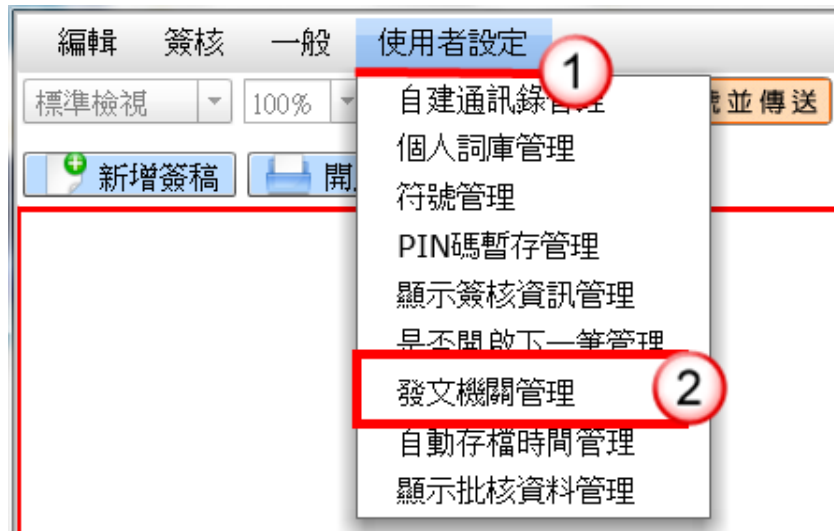 編輯 簽核 一般 使用者設定
1
標準檢視 100% 自建通訊錄管理 並傳送
個人詞庫管理
新增簽稿 開
符號管理
PIN碼暫存管理
顯示簽核資訊管理
是否開啟下一筆管理
發文機關管理 2
自動存檔時間管理
顯示批核資料管理